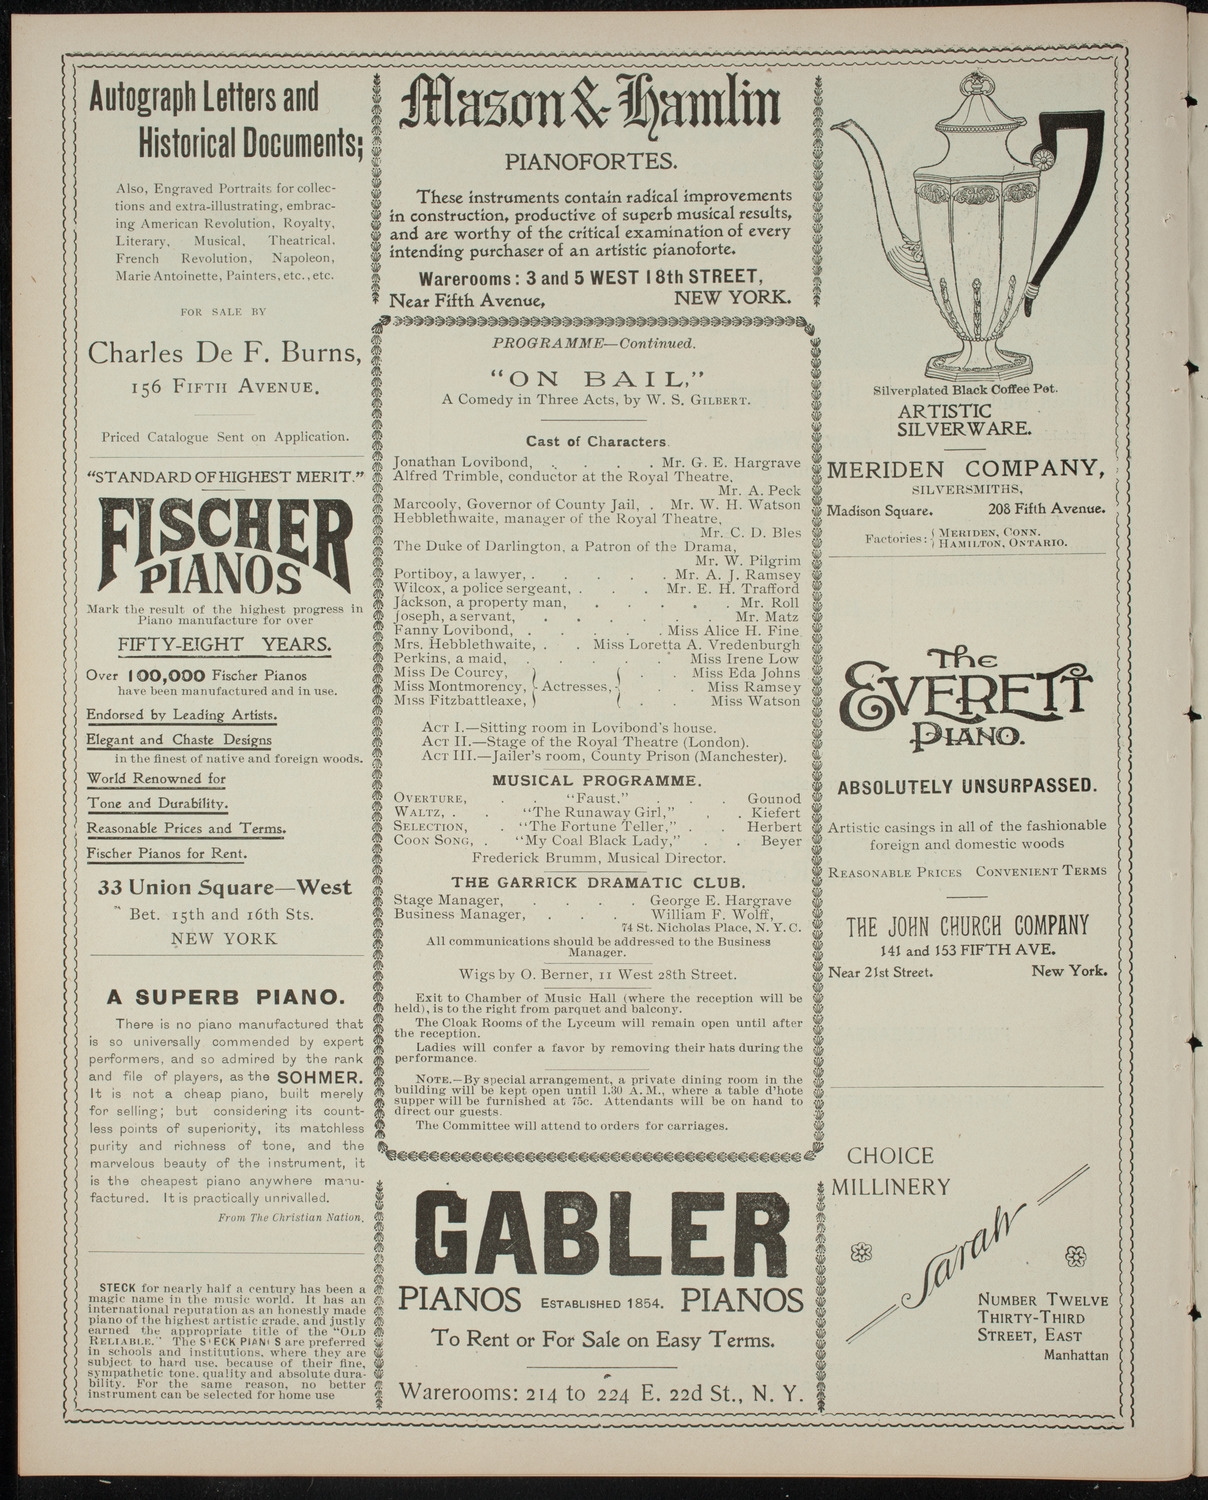 Autograph Letters and
Historical Documents;
Also, Engraved Portraits for collec-
tions and extra-illustrating, embrac-
ing American Revolution, Royalty,
Literary, Musical, Theatrical,
French Revolution, Napoleon,
Marie Antoinette, Painters, etc., etc.
FOR SALE BY
Charles De F. Burns,
156 FIFTH AVENUE.
Priced Catalogue Sent on Application.
"STANDARD OF HIGHEST MERIT."
FISCHER
PIANOS
Mark the result of the highest progress in
Piano manufacture for over
FIFTY-EIGHT YEARS.
Over 100,000 Fischer Pianos
have been manufactured and in use.
Endorsed by Leading Artists.
Elegant and Chaste Designs
in the finest of native and foreign woods.
World Renowned for
Tone and Durability.
Reasonable Prices and Terms.
Fischer Pianos for Rent.
33 Union Square—West
Bet. 15th and 16th Sts.
NEW YORK
A SUPERB PIANO.
There is no piano manufactured that
is so universally commended by expert
performers, and so admired by the rank
and file of players, as the SOHMER.
It is not a cheap piano, built merely
for selling; but considering its count-
less points of superiority, its matchless
purity and richness of tone, and the
marvelous beauty of the instrument, it
is the cheapest piano anywhere manu-
factured. It is practically unrivalled.
From The Christian Nation.
STECK for nearly half a century has been a
magic name in the music world. It has an
international reputation as an honestly made
piano of the highest artistic grade, and justly
earned the appropriate title of the "OLD
RELIABLE." The STECK PIANOS are preferred
in schools and institutions, where they are
subject to hard use, because of their fine,
sympathetic tone, quality and absolute dura-
bility. For the same reason, no better
instrument can be selected for home use
Mason & Hamlin
PIANOFORTES.
These instruments contain radical improvements
in construction, productive of superb musical results,
and are worthy of the critical examination of every
intending purchaser of an artistic pianoforte.
Warerooms: 3 and 5 WEST 18th STREET,
Near Fifth Avenue, NEW YORK.
PROGRAMME—Continued.
"ON BAIL,"
A Comedy in Three Acts, by W. S. GILBERT.
Cast of Characters.
Jonathan Lovibond, . . . . Mr. G. E. Hargrave
Alfred Trimble, conductor at the Royal Theatre,
Mr. A. Peck
Marcooly, Governor of County Jail, . Mr. W. H. Watson
Hebblethwaite, manager of the Royal Theatre,
Mr. C. D. Bles
The Duke of Darlington, a Patron of the Drama,
Mr. W. Pilgrim
Portiboy, a lawyer, . . . . . Mr. A. J. Ramsey
Wilcox, a police sergeant, . . . Mr. E. H. Trafford
Jackson, a property man, . . . . . Mr. Roll
Joseph, a servant, . . . . . . Mr. Matz
Fanny Lovibond, . . . . . Miss Alice H. Fine
Mrs. Hebblethwaite, . . Miss Loretta A. Vredenburgh
Perkins, a maid, . . . . . Miss Irene Low
Miss De Courcy, . . Miss Eda Johns
Miss Montmorency, Actresses, . . Miss Ramsey
Miss Fitzbattleaxe, . . Miss Watson
ACT I.—Sitting room in Lovibond's house.
ACT II.—Stage of the Royal Theatre (London).
ACT III.—Jailer's room, County Prison (Manchester).
MUSICAL PROGRAMME.
OVERTURE, . . "Faust." . . . Gounod
WALTZ, . . "The Runaway Girl," . . Kiefert
SELECTION, . "The Fortune Teller," . . Herbert
COON SONG, . "My Coal Black Lady," . . Beyer
Frederick Brumm, Musical Director.
THE GARRICK DRAMATIC CLUB.
Stage Manager, . . . . George E. Hargrave
Business Manager, . . . William F. Wolff,
74 St. Nicholas Place, N. Y. C.
All communications should be addressed to the Business
Manager.
Wigs by O. Berner, 11 West 28th Street.
Exit to Chamber of Music Hall (where the reception will be
held), is to the right from parquet and balcony.
The Cloak Rooms of the Lyceum will remain open until after
the reception.
Ladies will confer a favor by removing their hats during the
performance.
NOTE.—By special arrangement, a private dining room in the
building will be kept open until 1.30 A. M., where a table d'hote
supper will be furnished at 75c. Attendants will be on hand to
direct our guests.
The Committee will attend to orders for carriages.
GABLER
PIANOS ESTABLISHED 1854. PIANOS
To Rent or For Sale on Easy Terms.
Warerooms: 214 to 224 E. 22d St., N. Y.
Silverplated Black Coffee Pot.
ARTISTIC
SILVERWARE.
MERIDEN COMPANY,
SILVERSMITHS,
Madison Square. 208 Fifth Avenue.
Factories: MERIDEN, CONN.
HAMILTON, ONTARIO.
The
EVERETT
PIANO.
ABSOLUTELY UNSURPASSED.
Artistic casings in all of the fashionable
foreign and domestic woods
REASONABLE PRICES CONVENIENT TERMS
THE JOHN CHURCH COMPANY
141 and 153 FIFTH AVE.
Near 21st Street. New York.
CHOICE
MILLINERY
Sarah
NUMBER TWELVE
THIRTY-THIRD
STREET, EAST
Manhattan